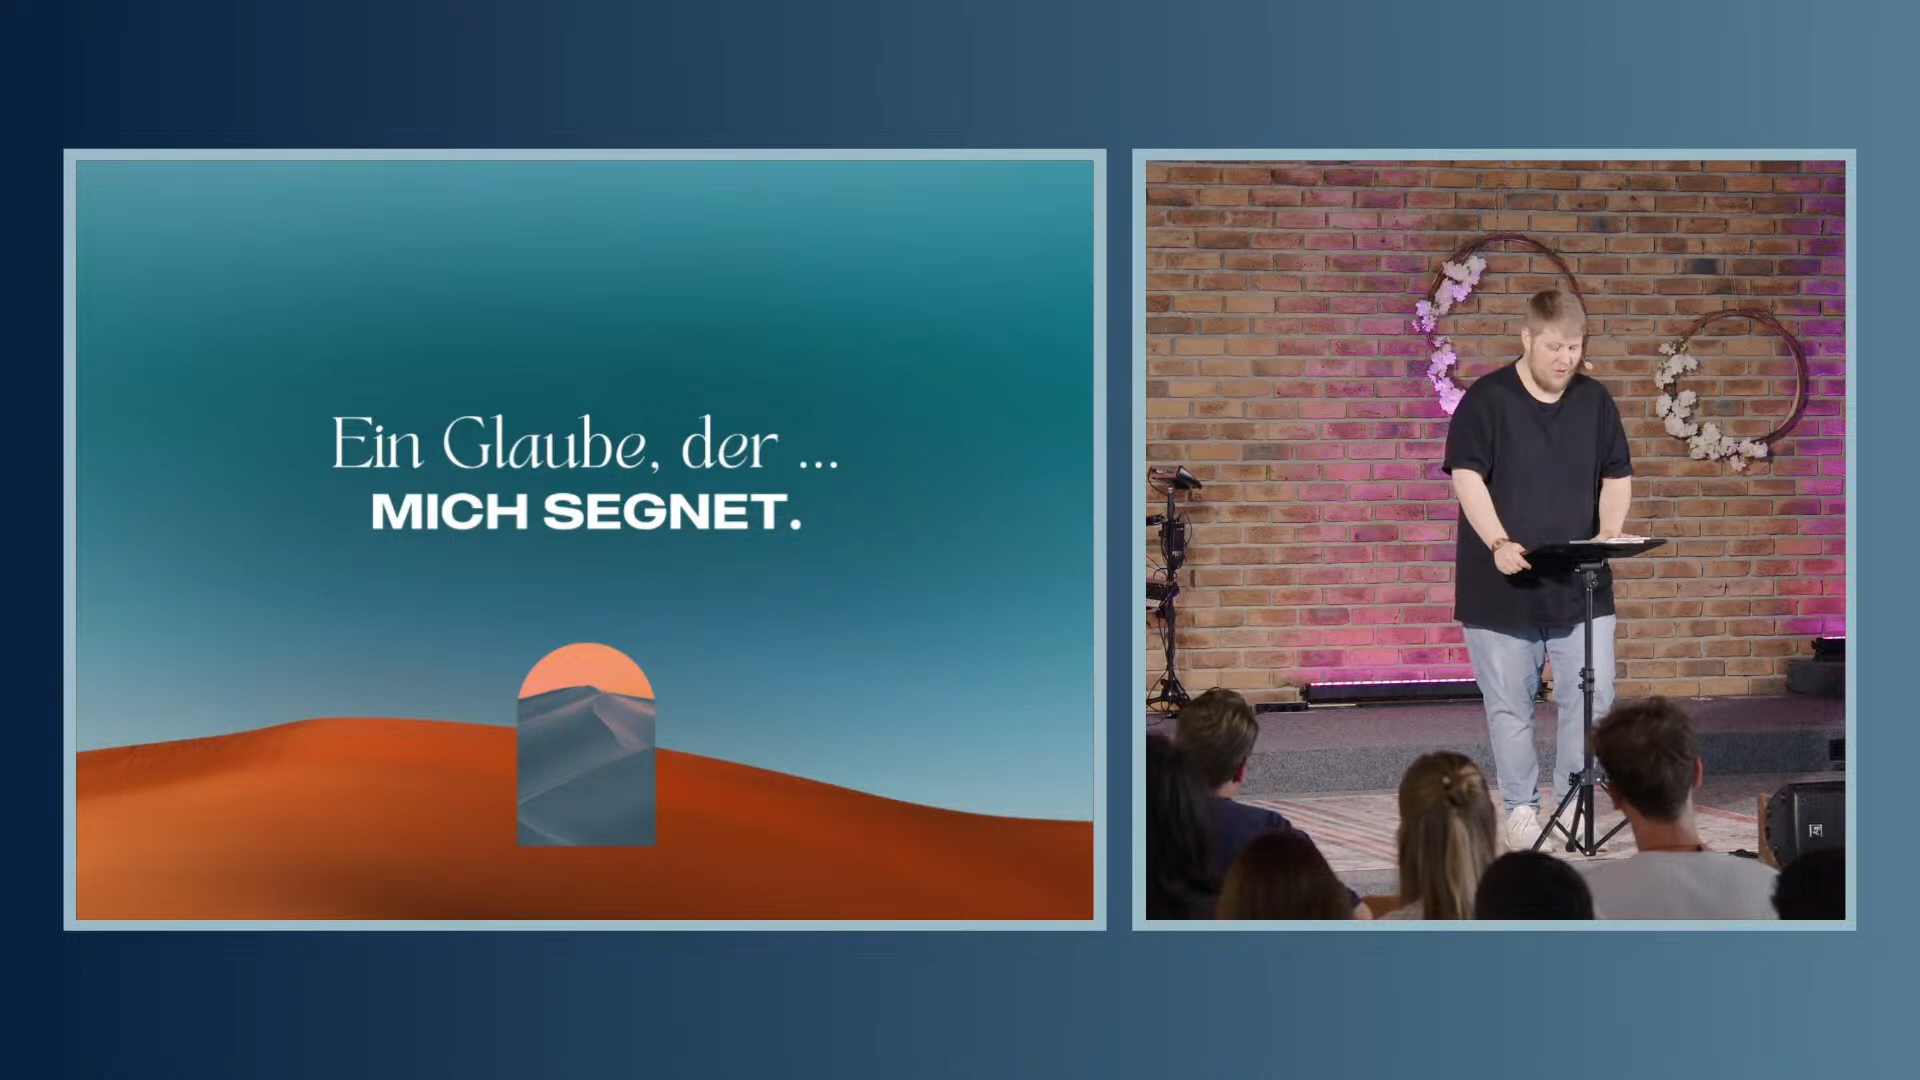 Ein Glaube, der ...
MICH SEGNET.